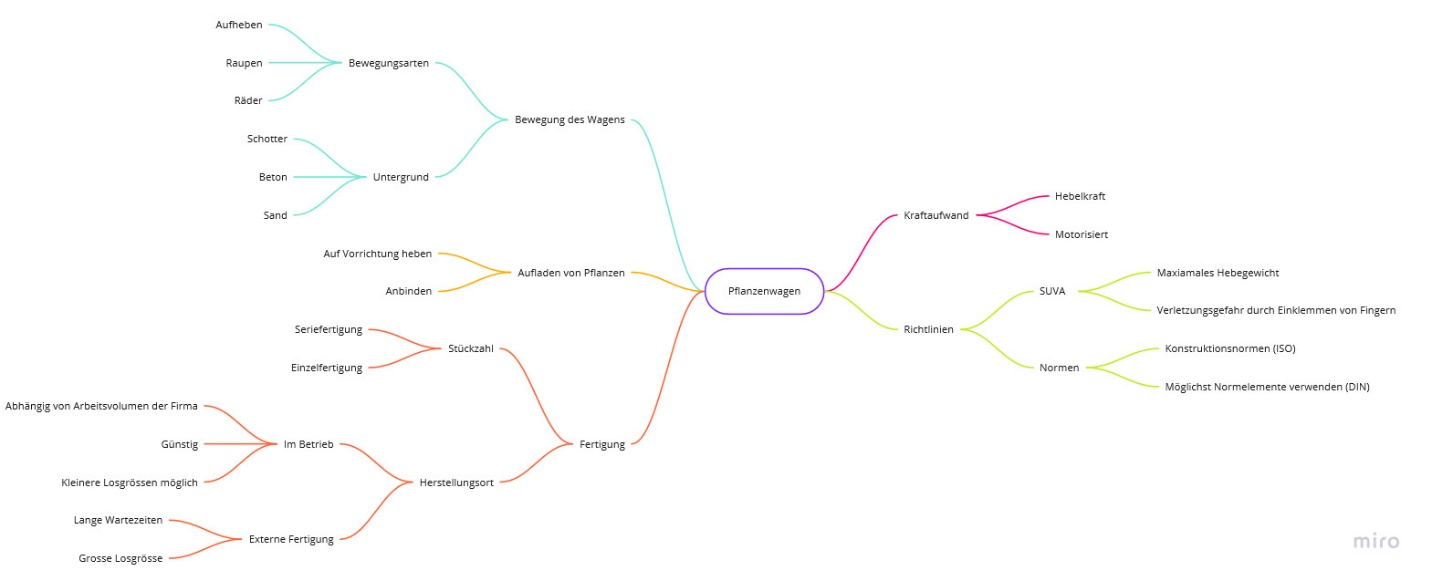 Aufheben
Raupen
Räder
Bewegungsarten
Schotter
Beton
Sand
Untergrund
Bewegung des Wagens
Auf Vorrichtung heben
Anbinden
Aufladen von Pflanzen
Seriefertigung
Einzelfertigung
Stückzahl
Abhängig von Arbeitsvolumen der Firma
Günstig
Kleinere Losgrössen möglich
Im Betrieb
Lange Wartezeiten
Grosse Losgrösse
Externe Fertigung
Herstellungsort
Fertigung
Pflanzenwagen
Kraftaufwand
Hebelkraft
Motorisiert
Richtlinien
SUVA
Maxiamales Hebegewicht
Verletzungsgefahr durch Einklemmen von Fingern
Normen
Konstruktionsnormen (ISO)
Möglichst Normelemente verwenden (DIN)
miro